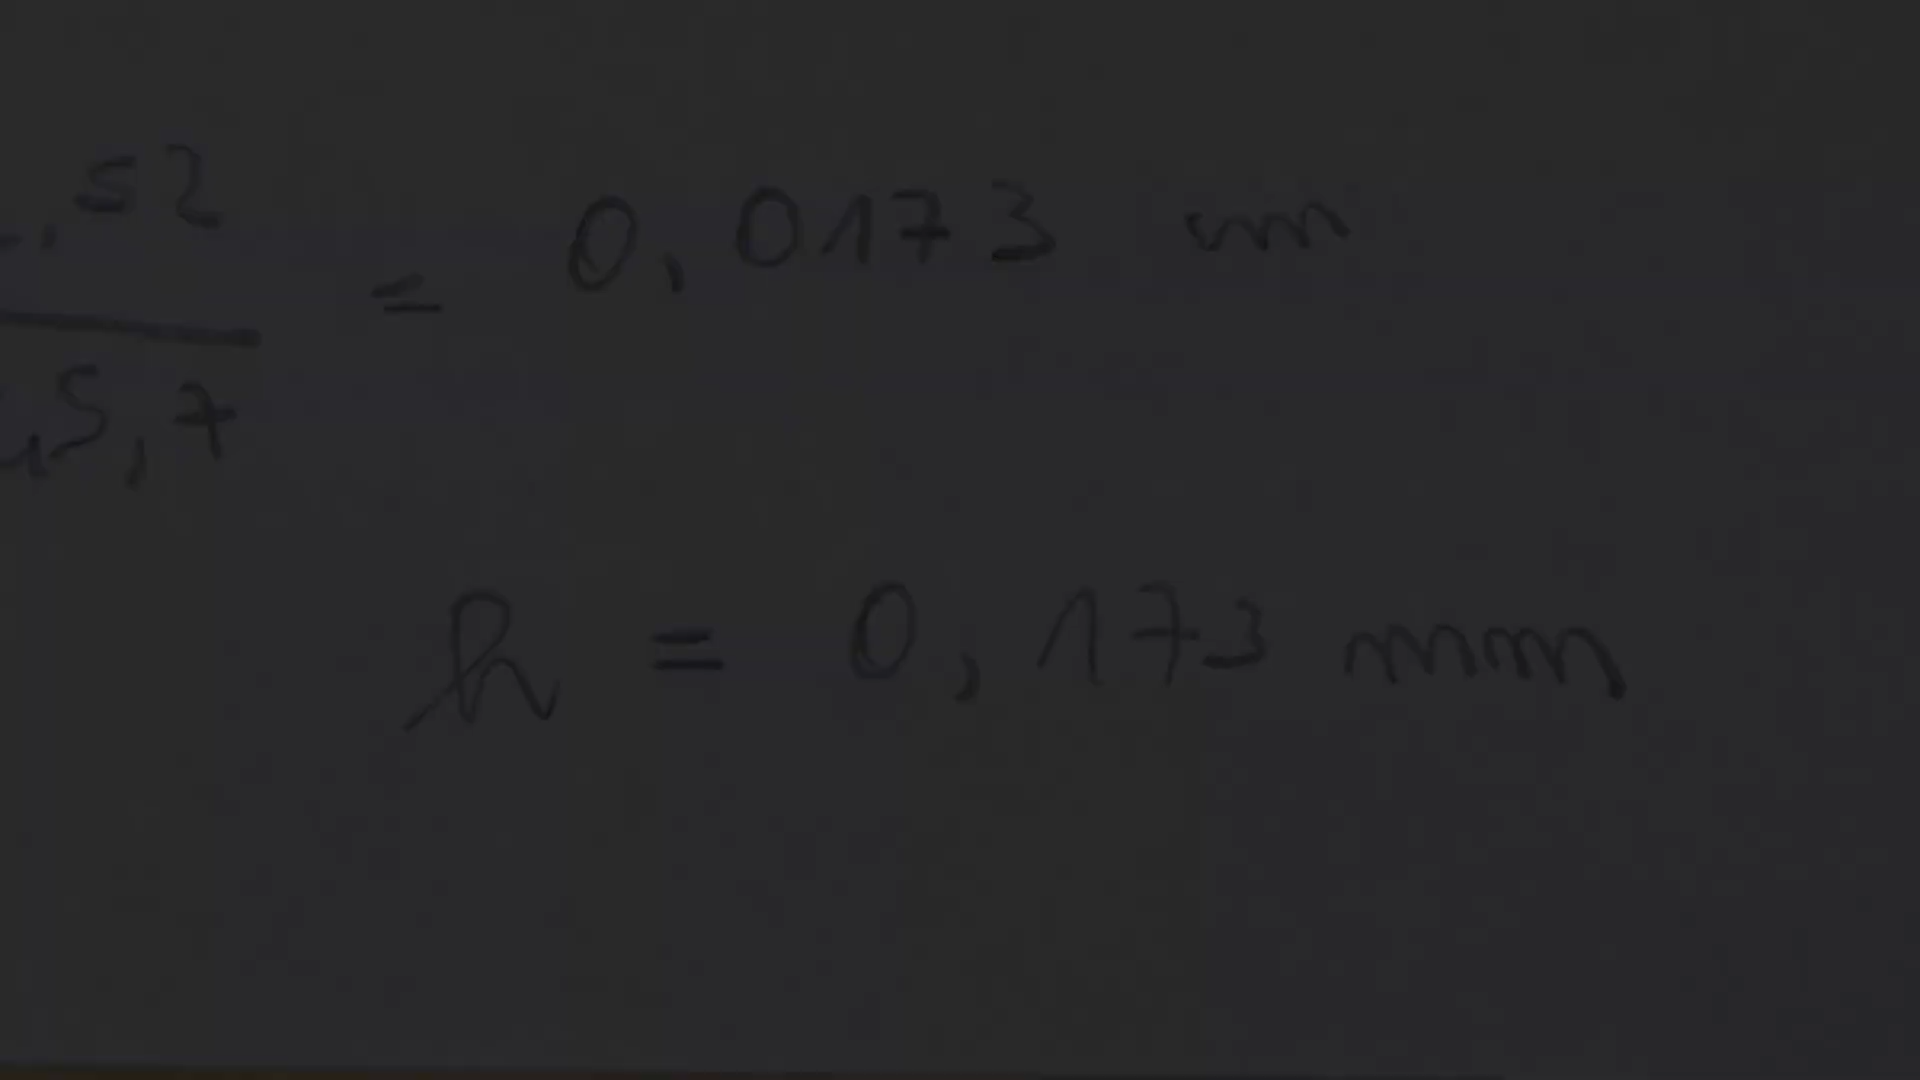 ,52
= 0,0173 cm
5,7
h = 0,173 mm